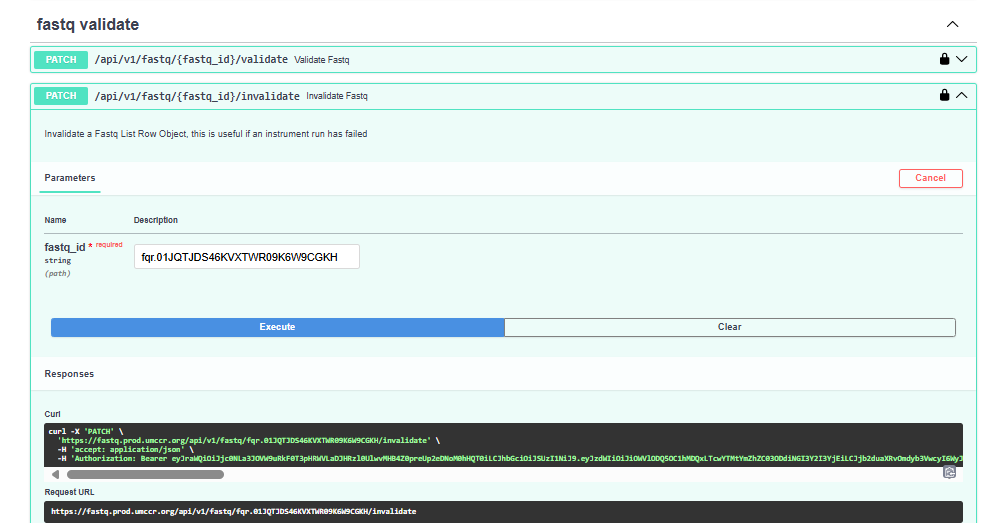 fastq validate
PATCH /api/v1/fastq/{fastq_id}/validate Validate Fastq
PATCH /api/v1/fastq/{fastq_id}/invalidate Invalidate Fastq
Invalidate a Fastq List Row Object, this is useful if an instrument run has failed
Parameters Cancel
Name Description
fastq_id * required fqr.01JQTJDS46KVXTWR09K6W9CGKH
string
(path)
Execute Clear
Responses
Curl
curl -X 'PATCH' \
'https://fastq.prod.umccr.org/api/v1/fastq/fqr.01JQTJDS46KVXTWR09K6W9CGKH/invalidate' \
-H 'accept: application/json' \
-H 'Authorization: Bearer
Request URL
https://fastq.prod.umccr.org/api/v1/fastq/fqr.01JQTJDS46KVXTWR09K6W9CGKH/invalidate